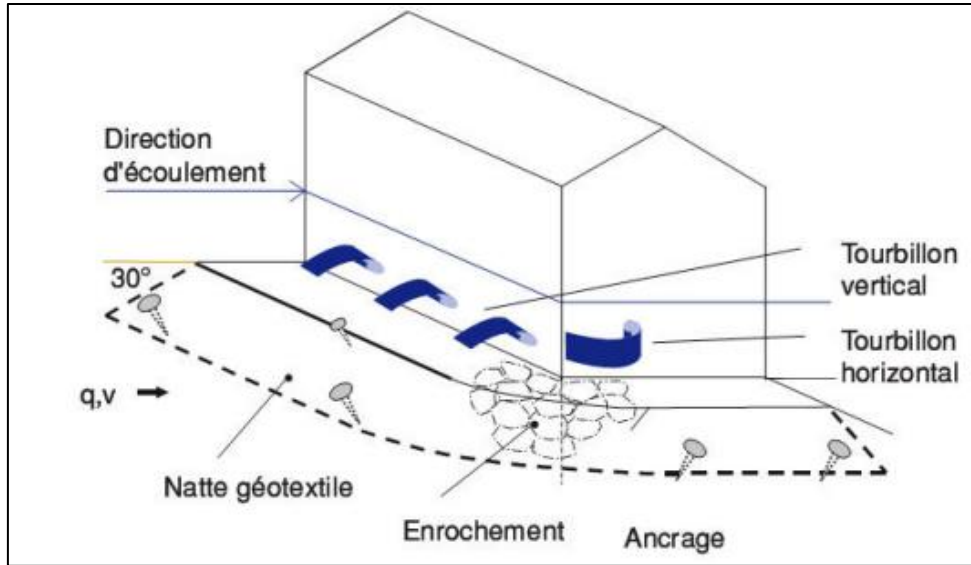 Direction
d'écoulement
30°
Tourbillon
vertical
Tourbillon
horizontal
q,v
Natte géotextile
Enrochement
Ancrage